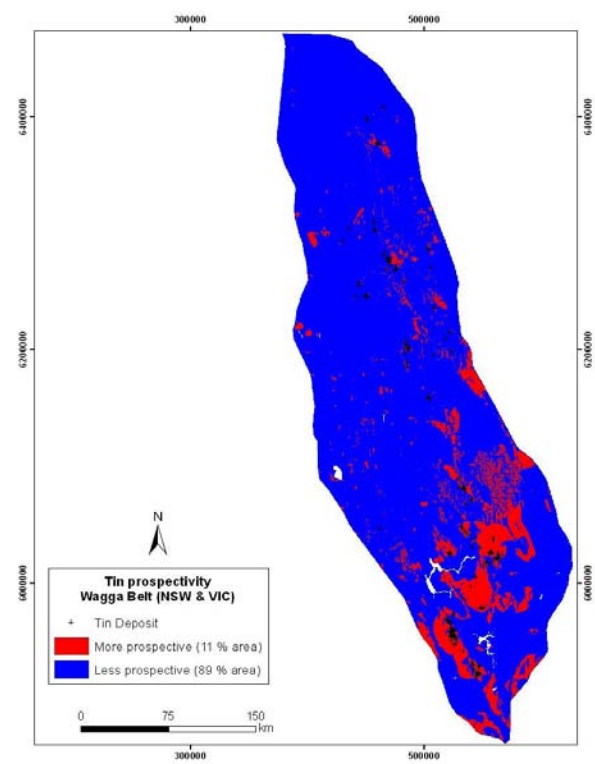 300000 500000
6400000 6400000
6200000 6200000
6000000 6000000
N
Tin prospectivity
Wagga Belt (NSW & VIC)
+ Tin Deposit
More prospective (11 % area)
Less prospective (89 % area)
0 75 150
km
300000 500000